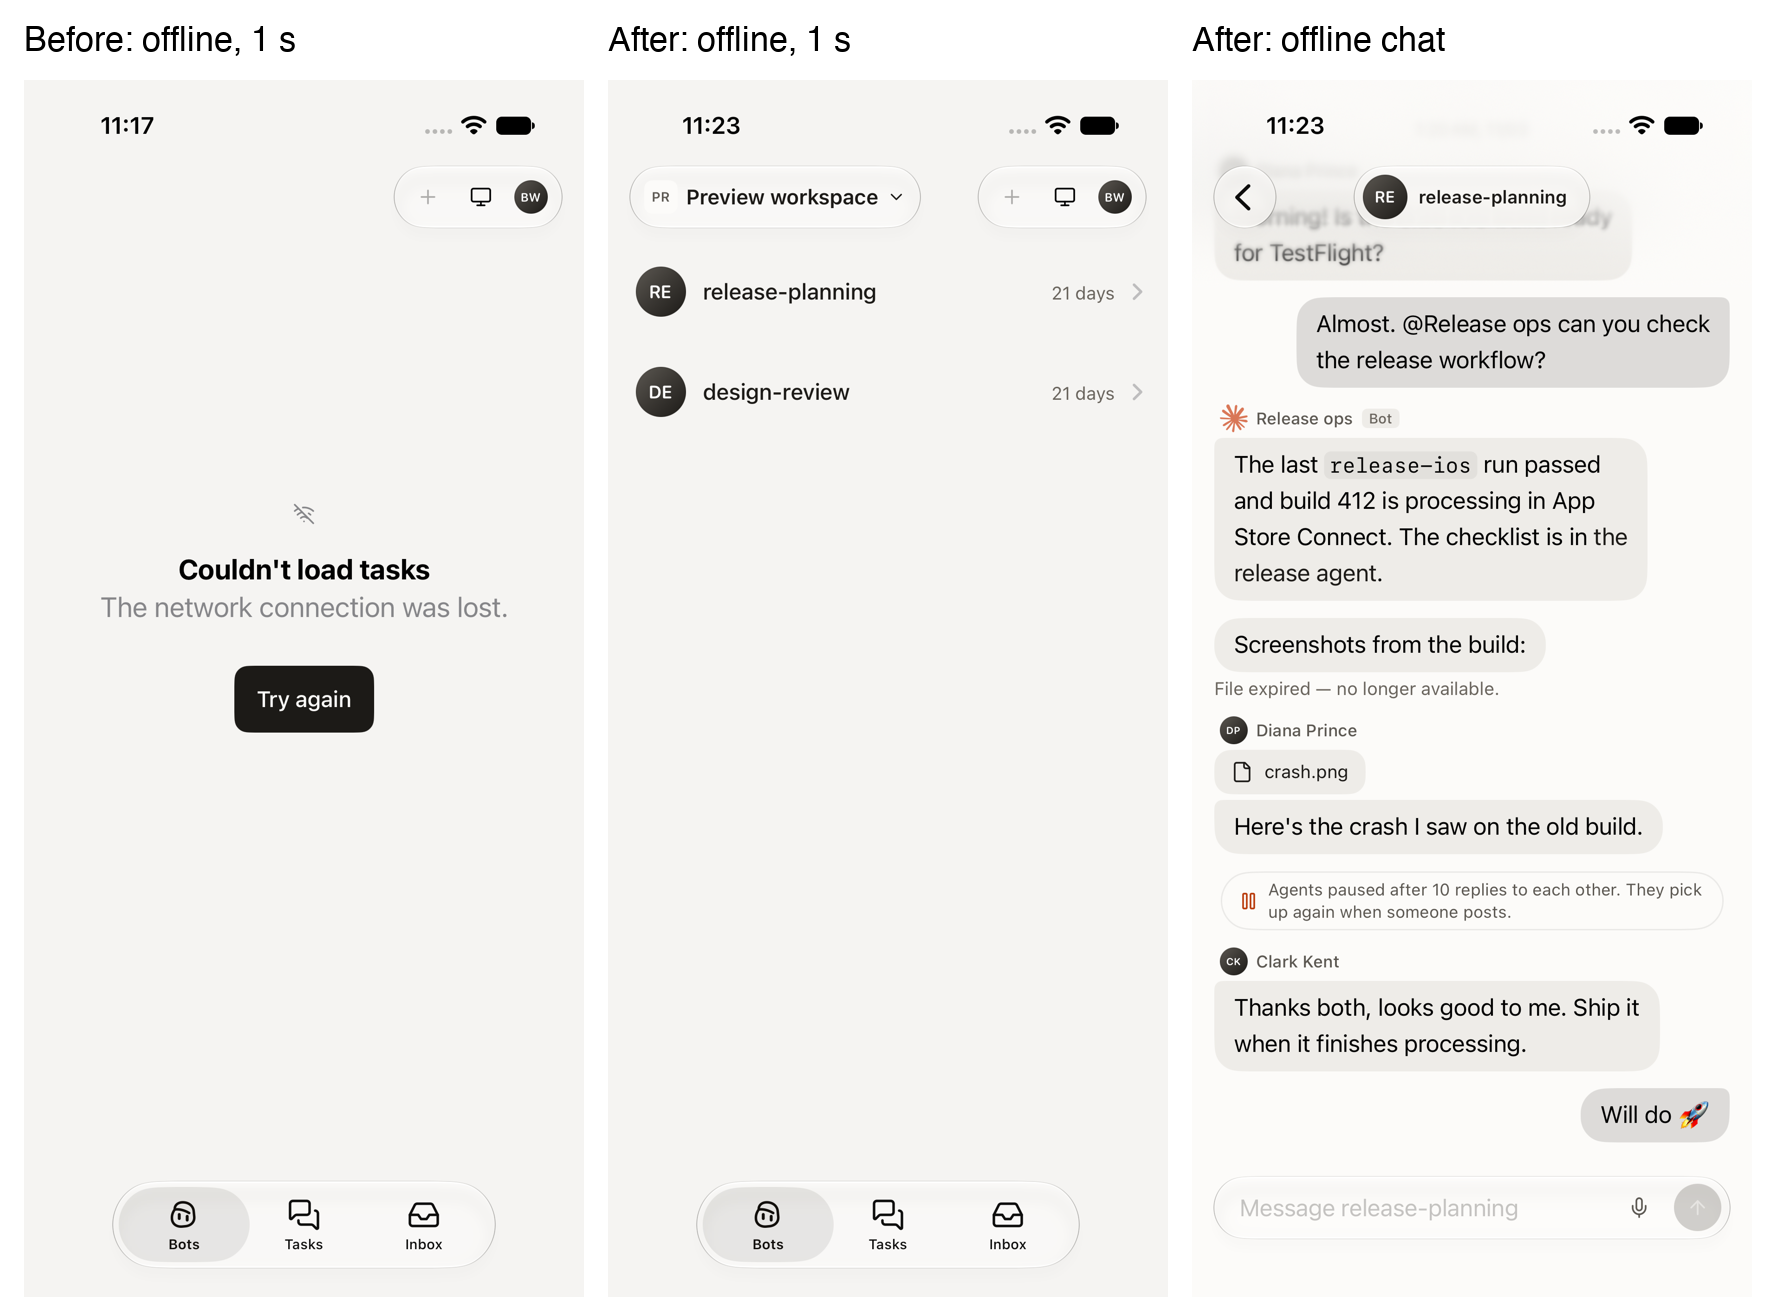 Before: offline, 1 s
11:17
BW
Couldn't load tasks
The network connection was lost.
Try again
Bots
Tasks
Inbox
After: offline, 1 s
11:23
PR Preview workspace
BW
RE release-planning 21 days
DE design-review 21 days
Bots
Tasks
Inbox
After: offline chat
11:23
RE release-planning
for TestFlight?
Almost. @Release ops can you check
the release workflow?
Release ops Bot
The last release-ios run passed
and build 412 is processing in App
Store Connect. The checklist is in the
release agent.
Screenshots from the build:
File expired — no longer available.
DP Diana Prince
crash.png
Here's the crash I saw on the old build.
Agents paused after 10 replies to each other. They pick
up again when someone posts.
CK Clark Kent
Thanks both, looks good to me. Ship it
when it finishes processing.
Will do 🚀
Message release-planning